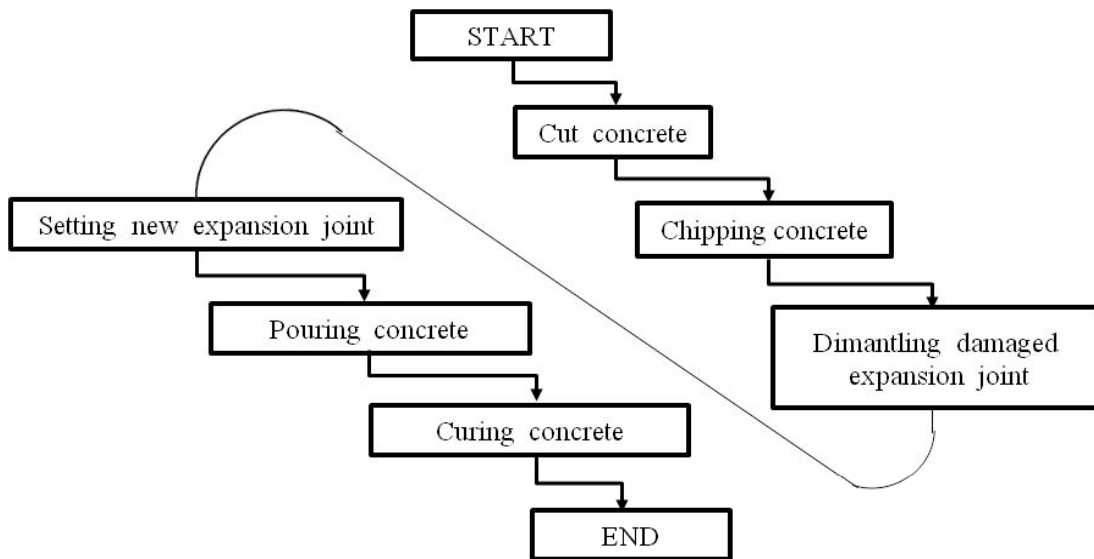 START
Cut concrete
Chipping concrete
Dimantling damaged
expansion joint
Setting new expansion joint
Pouring concrete
Curing concrete
END